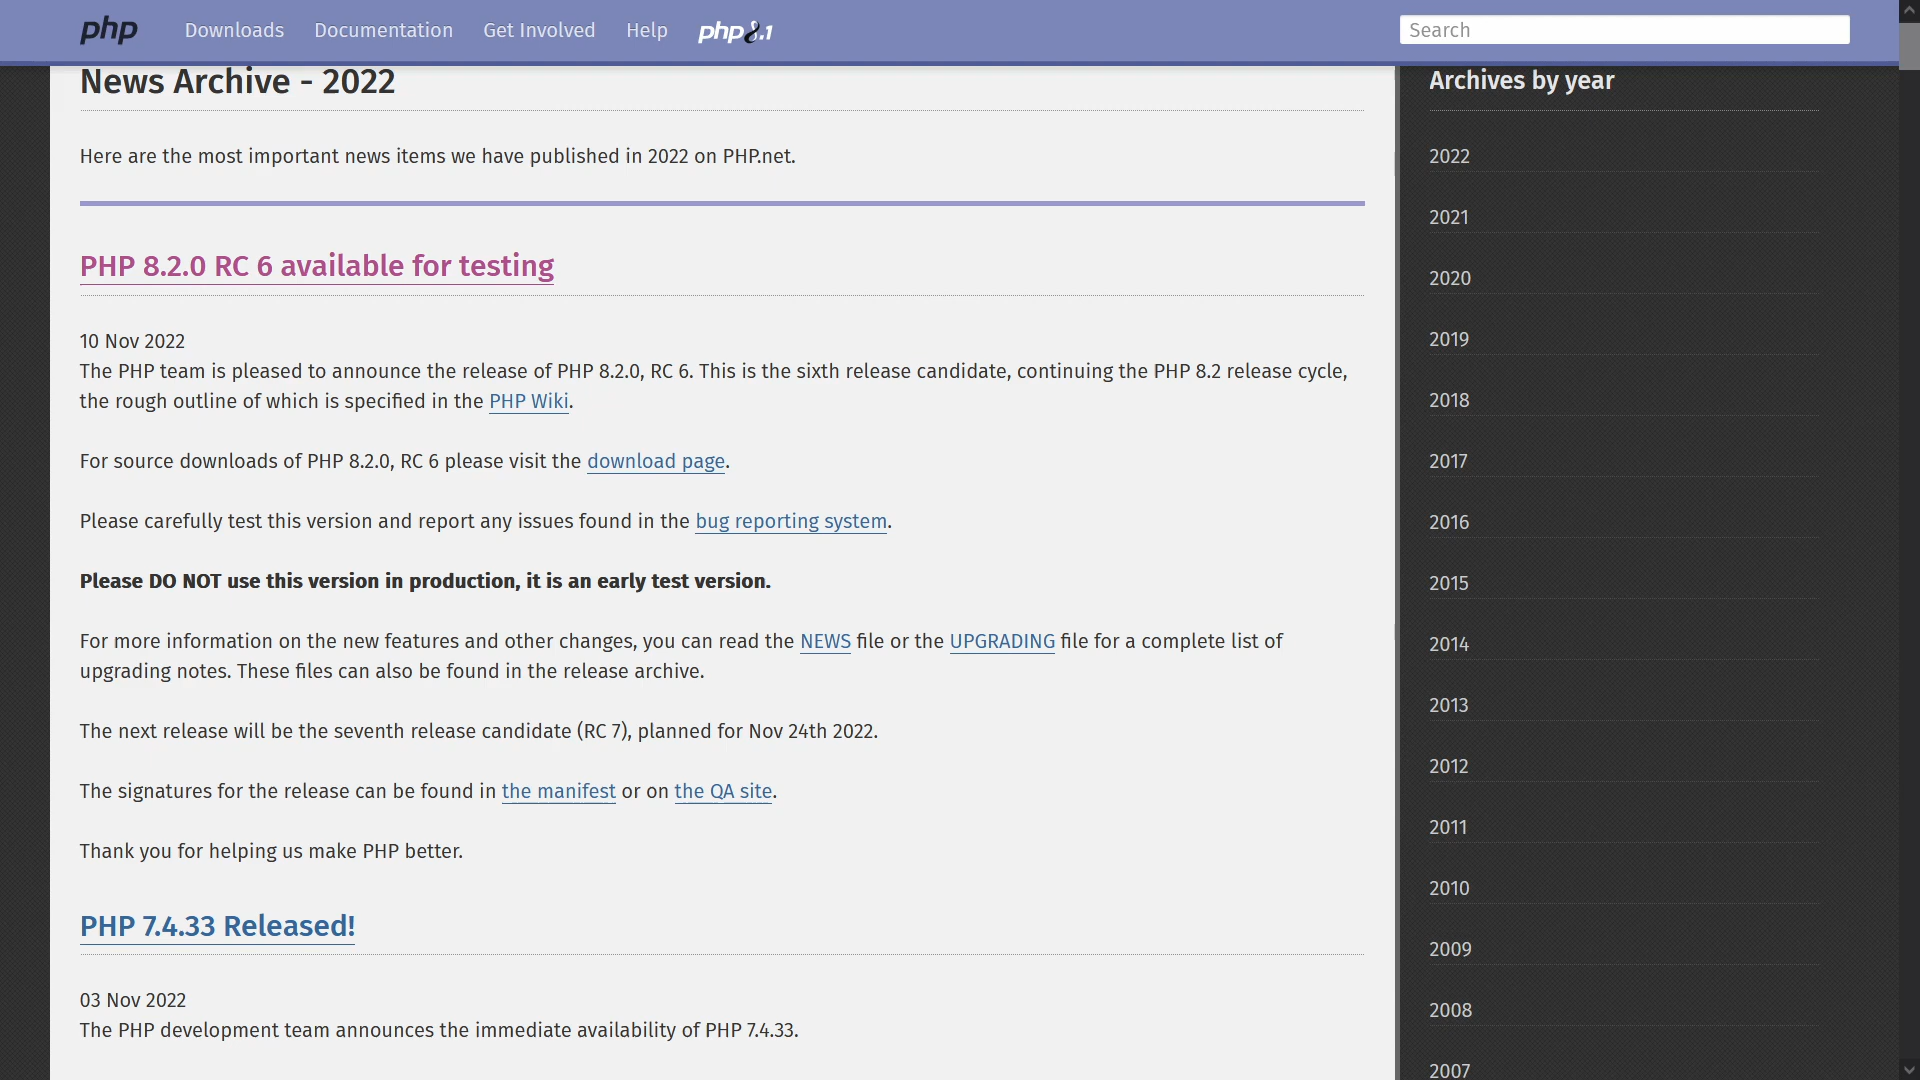 php
Downloads
Documentation
Get Involved
Help
php8.1
Search
News Archive - 2022
Here are the most important news items we have published in 2022 on PHP.net.
PHP 8.2.0 RC 6 available for testing
10 Nov 2022
The PHP team is pleased to announce the release of PHP 8.2.0, RC 6. This is the sixth release candidate, continuing the PHP 8.2 release cycle,
the rough outline of which is specified in the PHP Wiki.
For source downloads of PHP 8.2.0, RC 6 please visit the download page.
Please carefully test this version and report any issues found in the bug reporting system.
Please DO NOT use this version in production, it is an early test version.
For more information on the new features and other changes, you can read the NEWS file or the UPGRADING file for a complete list of
upgrading notes. These files can also be found in the release archive.
The next release will be the seventh release candidate (RC 7), planned for Nov 24th 2022.
The signatures for the release can be found in the manifest or on the QA site.
Thank you for helping us make PHP better.
PHP 7.4.33 Released!
03 Nov 2022
The PHP development team announces the immediate availability of PHP 7.4.33.
Archives by year
2022
2021
2020
2019
2018
2017
2016
2015
2014
2013
2012
2011
2010
2009
2008
2007